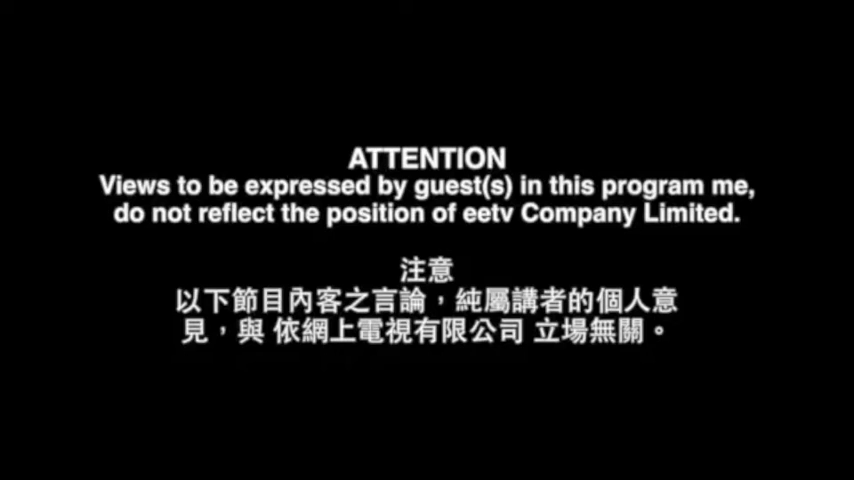 ATTENTION
Views to be expressed by guest(s) in this program me,
do not reflect the position of eetv Company Limited.
注意
以下節目內客之言論，純屬講者的個人意
見，與 依網上電視有限公司 立場無關。